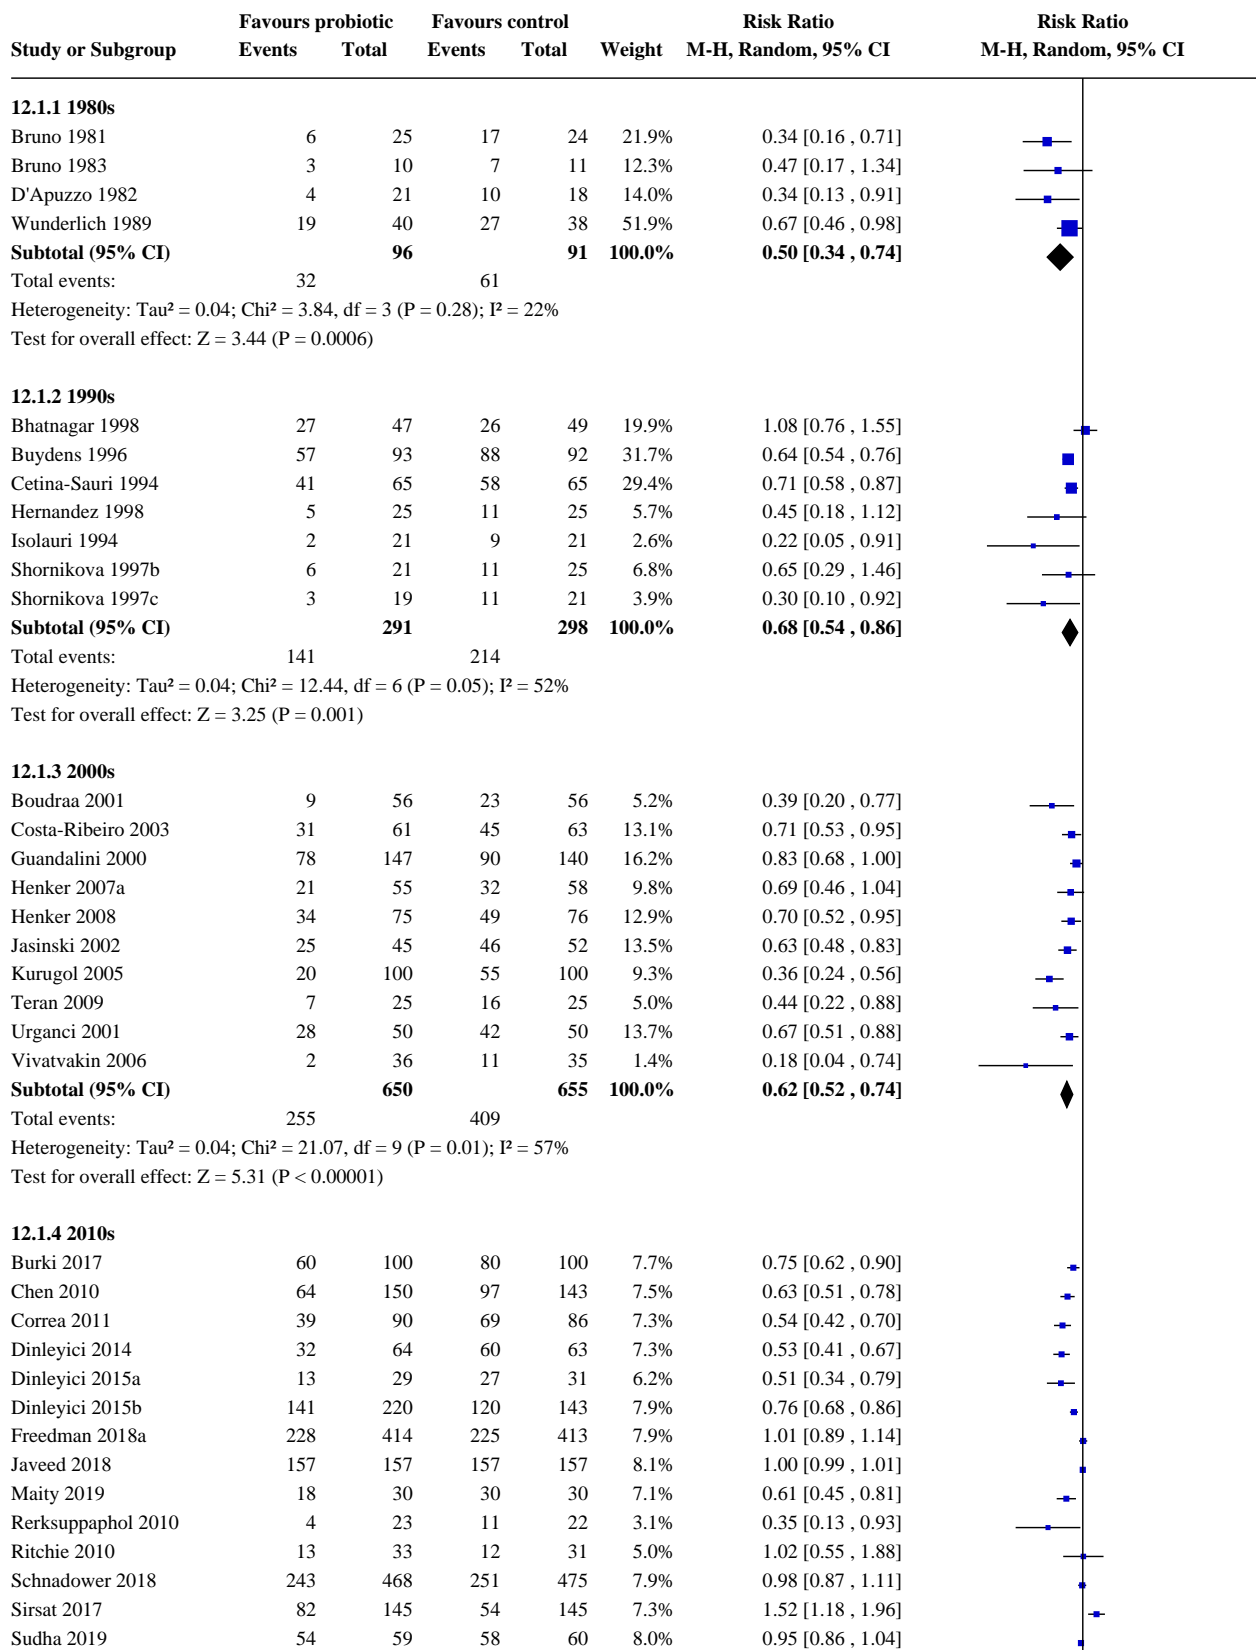 Favours probiotic Favours control Risk Ratio Risk Ratio
Study or Subgroup Events Total Events Total Weight M-H, Random, 95% CI M-H, Random, 95% CI
12.1.1 1980s
Bruno 1981 6 25 17 24 21.9% 0.34 [0.16 , 0.71]
Bruno 1983 3 10 7 11 12.3% 0.47 [0.17 , 1.34]
D'Apuzzo 1982 4 21 10 18 14.0% 0.34 [0.13 , 0.91]
Wunderlich 1989 19 40 27 38 51.9% 0.67 [0.46 , 0.98]
Subtotal (95% CI) 96 91 100.0% 0.50 [0.34 , 0.74]
Total events: 32 61
Heterogeneity: Tau² = 0.04; Chi² = 3.84, df = 3 (P = 0.28); I² = 22%
Test for overall effect: Z = 3.44 (P = 0.0006)
12.1.2 1990s
Bhatnagar 1998 27 47 26 49 19.9% 1.08 [0.76 , 1.55]
Buydens 1996 57 93 88 92 31.7% 0.64 [0.54 , 0.76]
Cetina-Sauri 1994 41 65 58 65 29.4% 0.71 [0.58 , 0.87]
Hernandez 1998 5 25 11 25 5.7% 0.45 [0.18 , 1.12]
Isolauri 1994 2 21 9 21 2.6% 0.22 [0.05 , 0.91]
Shornikova 1997b 6 21 11 25 6.8% 0.65 [0.29 , 1.46]
Shornikova 1997c 3 19 11 21 3.9% 0.30 [0.10 , 0.92]
Subtotal (95% CI) 291 298 100.0% 0.68 [0.54 , 0.86]
Total events: 141 214
Heterogeneity: Tau² = 0.04; Chi² = 12.44, df = 6 (P = 0.05); I² = 52%
Test for overall effect: Z = 3.25 (P = 0.001)
12.1.3 2000s
Boudraa 2001 9 56 23 56 5.2% 0.39 [0.20 , 0.77]
Costa-Ribeiro 2003 31 61 45 63 13.1% 0.71 [0.53 , 0.95]
Guandalini 2000 78 147 90 140 16.2% 0.83 [0.68 , 1.00]
Henker 2007a 21 55 32 58 9.8% 0.69 [0.46 , 1.04]
Henker 2008 34 75 49 76 12.9% 0.70 [0.52 , 0.95]
Jasinski 2002 25 45 46 52 13.5% 0.63 [0.48 , 0.83]
Kurugol 2005 20 100 55 100 9.3% 0.36 [0.24 , 0.56]
Teran 2009 7 25 16 25 5.0% 0.44 [0.22 , 0.88]
Urganci 2001 28 50 42 50 13.7% 0.67 [0.51 , 0.88]
Vivatvakin 2006 2 36 11 35 1.4% 0.18 [0.04 , 0.74]
Subtotal (95% CI) 650 655 100.0% 0.62 [0.52 , 0.74]
Total events: 255 409
Heterogeneity: Tau² = 0.04; Chi² = 21.07, df = 9 (P = 0.01); I² = 57%
Test for overall effect: Z = 5.31 (P < 0.00001)
12.1.4 2010s
Burki 2017 60 100 80 100 7.7% 0.75 [0.62 , 0.90]
Chen 2010 64 150 97 143 7.5% 0.63 [0.51 , 0.78]
Correa 2011 39 90 69 86 7.3% 0.54 [0.42 , 0.70]
Dinleyici 2014 32 64 60 63 7.3% 0.53 [0.41 , 0.67]
Dinleyici 2015a 13 29 27 31 6.2% 0.51 [0.34 , 0.79]
Dinleyici 2015b 141 220 120 143 7.9% 0.76 [0.68 , 0.86]
Freedman 2018a 228 414 225 413 7.9% 1.01 [0.89 , 1.14]
Javeed 2018 157 157 157 157 8.1% 1.00 [0.99 , 1.01]
Maity 2019 18 30 30 30 7.1% 0.61 [0.45 , 0.81]
Rerksuppaphol 2010 4 23 11 22 3.1% 0.35 [0.13 , 0.93]
Ritchie 2010 13 33 12 31 5.0% 1.02 [0.55 , 1.88]
Schnadower 2018 243 468 251 475 7.9% 0.98 [0.87 , 1.11]
Sirsat 2017 82 145 54 145 7.3% 1.52 [1.18 , 1.96]
Sudha 2019 54 59 58 60 8.0% 0.95 [0.86 , 1.04]